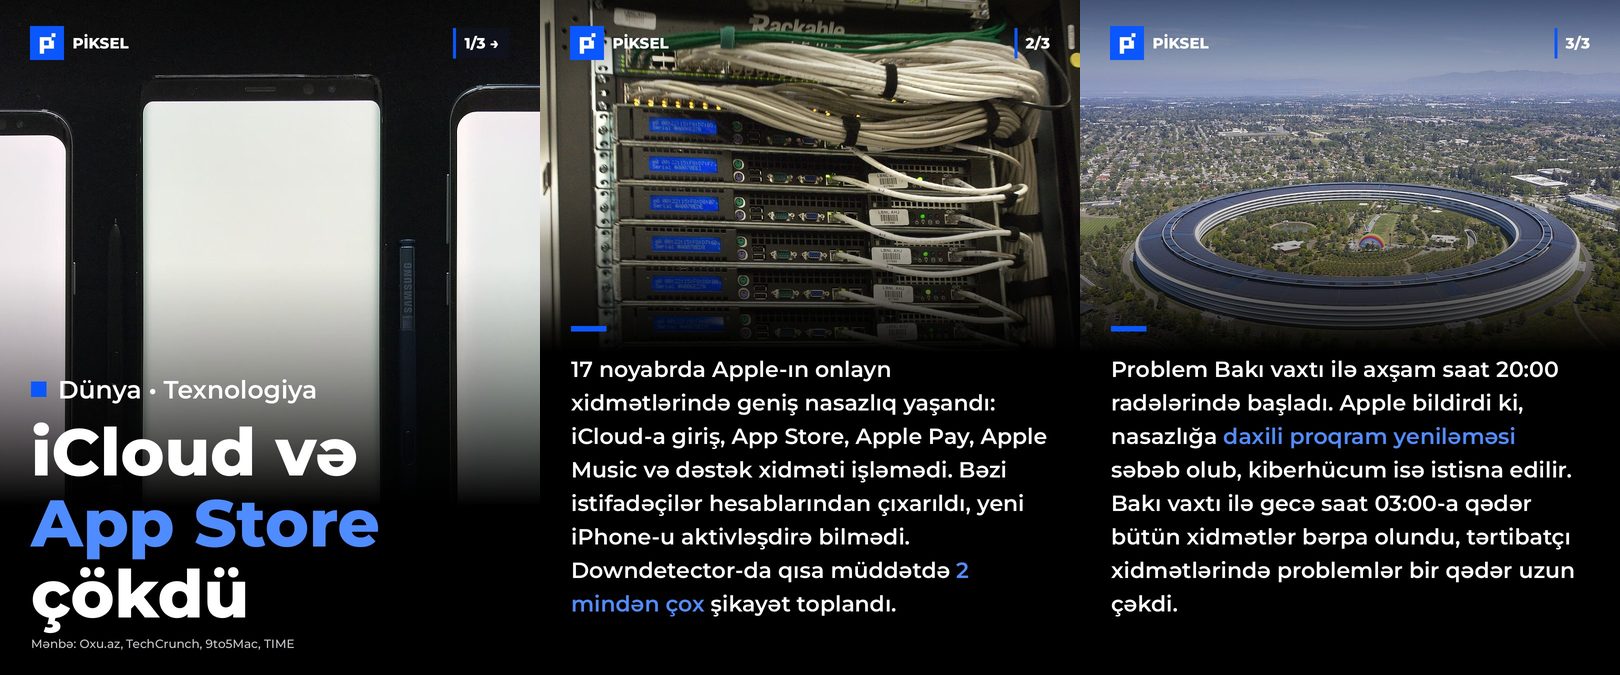 PİKSEL
1/3 →
SAMSUNG
Dünya • Texnologiya
iCloud və
App Store
çökdü
Mənbə: Oxu.az, TechCrunch, 9to5Mac, TIME
Rackable
PİKSEL
2/3
17 noyabrda Apple-ın onlayn
xidmətlərində geniş nasazlıq yaşandı:
iCloud-a giriş, App Store, Apple Pay, Apple
Music və dəstək xidməti işləmədi. Bəzi
istifadəçilər hesablarından çıxarıldı, yeni
iPhone-u aktivləşdirə bilmədi.
Downdetector-da qısa müddətdə 2
mindən çox şikayət toplandı.
PİKSEL
3/3
Problem Bakı vaxtı ilə axşam saat 20:00
radələrində başladı. Apple bildirdi ki,
nasazlığa daxili proqram yeniləməsi
səbəb olub, kiberhücum isə istisna edilir.
Bakı vaxtı ilə gecə saat 03:00-a qədər
bütün xidmətlər bərpa olundu, tərtibatçı
xidmətlərində problemlər bir qədər uzun
çəkdi.